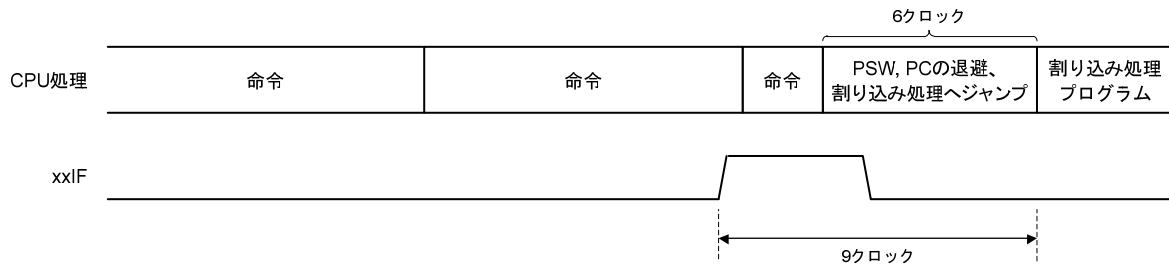 6クロック
CPU処理
命令
命令
命令
PSW, PCの退避、
割り込み処理へジャンプ
割り込み処理
プログラム
xxIF
9クロック